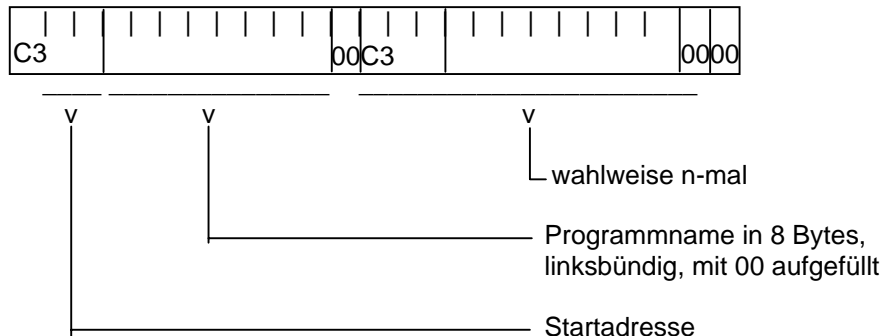 C3 00 C3 00 00
v v v
wahlweise n-mal
Programmname in 8 Bytes,
linksbündig, mit 00 aufgefüllt
Startadresse